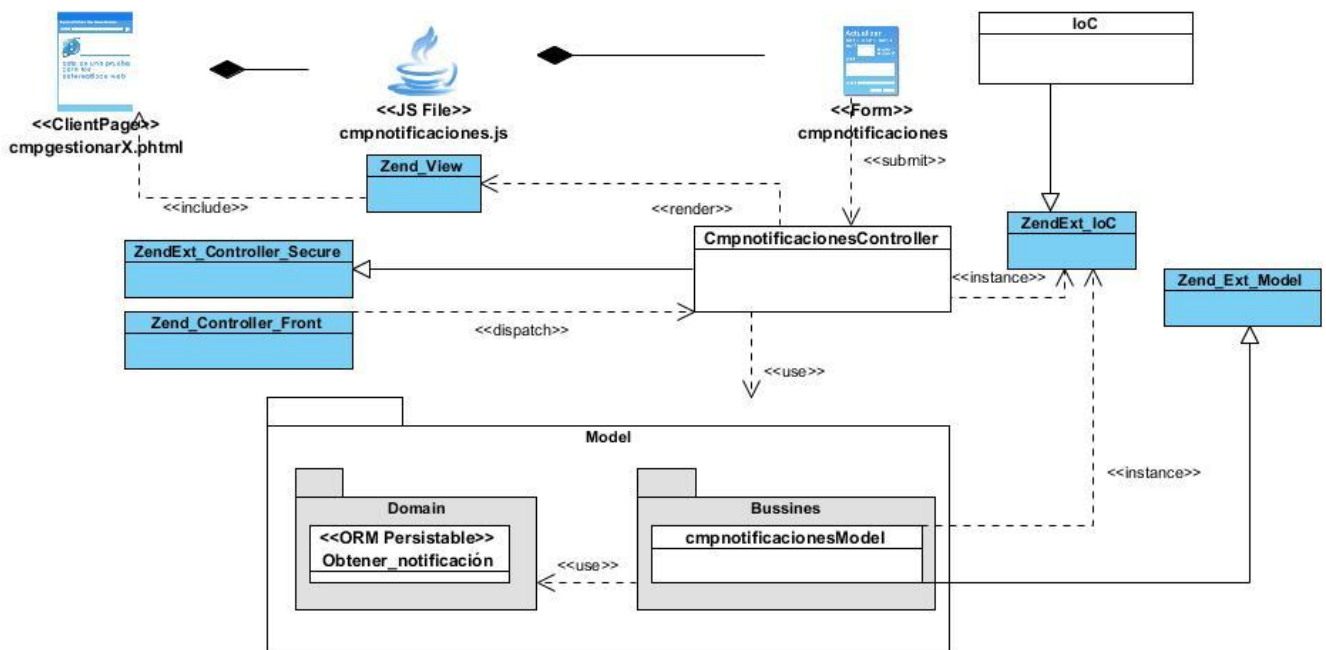 IoC
Actualizar
<<ClientPage>>
cmpgestionarX.phtml
<<JS File>>
cmpnotificaciones.js
<<Form>>
cmpnotificaciones
<<submit>>
Zend_View
<<include>>
<<render>>
ZendExt_IoC
CmpnotificacionesController
ZendExt_Controller_Secure
<<instance>>
Zend_Ext_Model
Zend_Controller_Front
<<dispatch>>
<<use>>
Model
<<instance>>
Domain
Bussines
<<ORM Persistable>>
Obtener_notificación
cmpnotificacionesModel
<<use>>